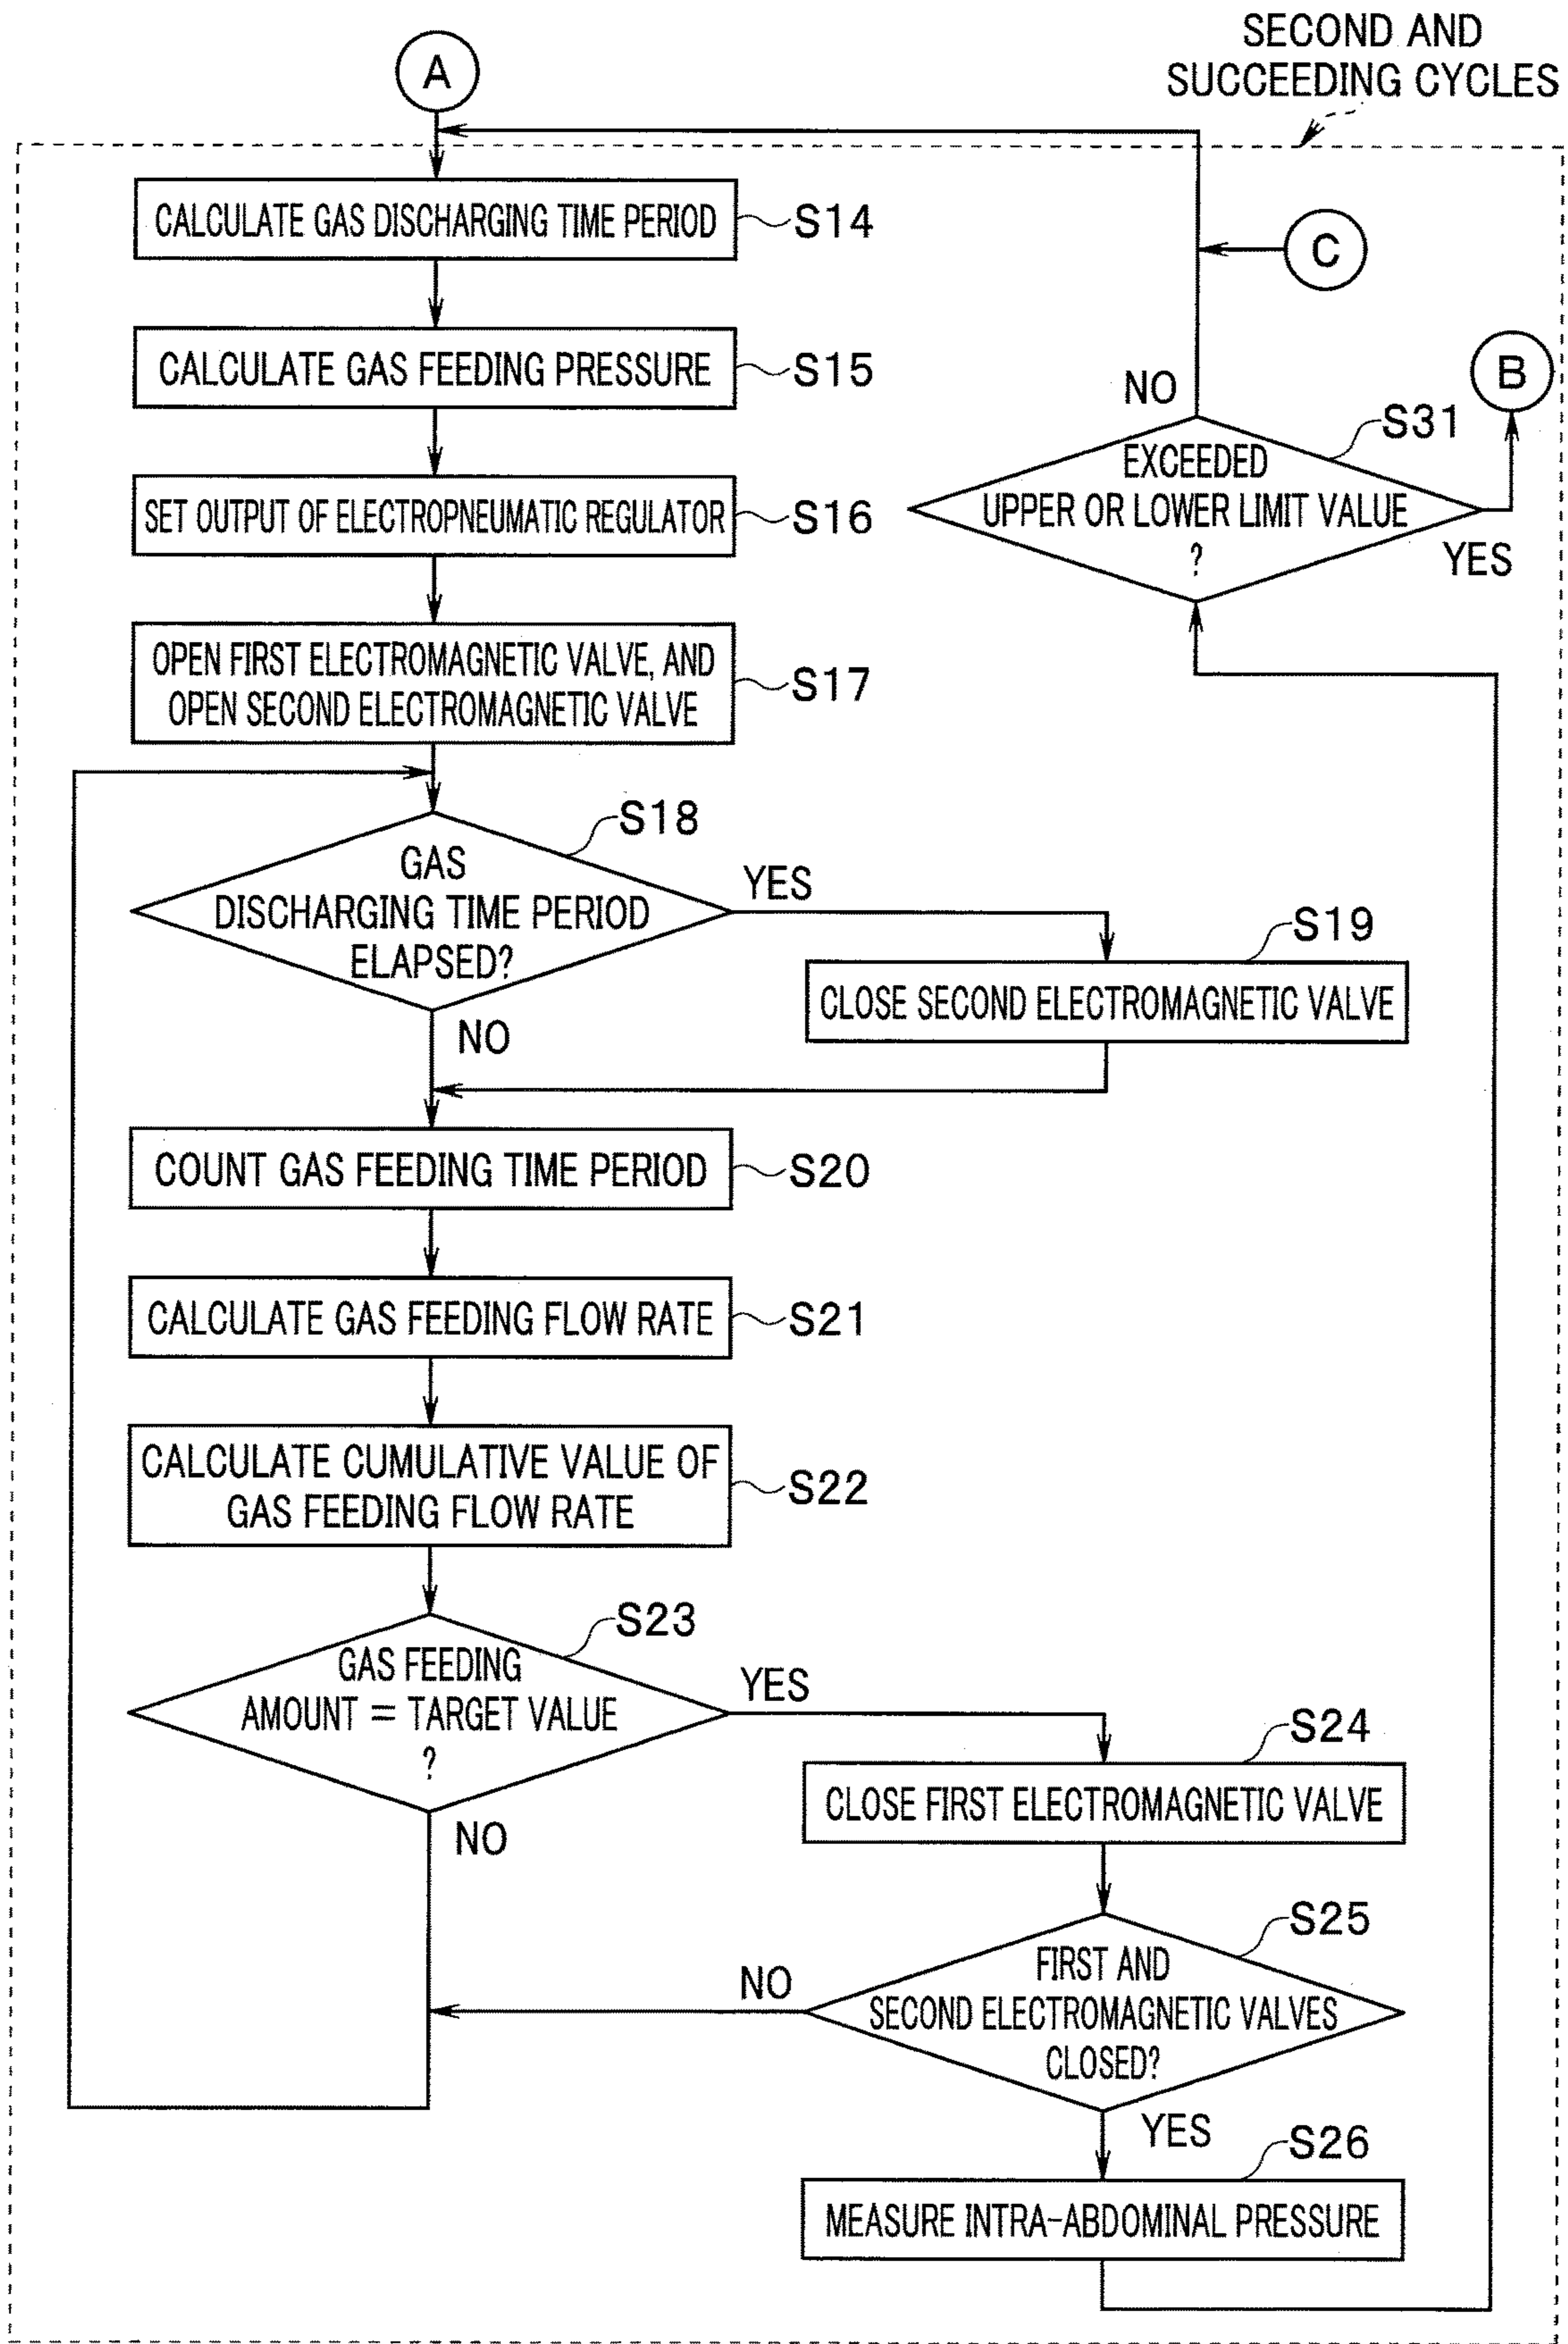 SECOND AND
SUCCEEDING CYCLES
A
CALCULATE GAS DISCHARGING TIME PERIOD
S14
C
CALCULATE GAS FEEDING PRESSURE
S15
B
NO
S31
EXCEEDED
UPPER OR LOWER LIMIT VALUE
?
YES
SET OUTPUT OF ELECTROPNEUMATIC REGULATOR
S16
OPEN FIRST ELECTROMAGNETIC VALVE, AND
OPEN SECOND ELECTROMAGNETIC VALVE
S17
S18
GAS
DISCHARGING TIME PERIOD
ELAPSED?
YES
NO
S19
CLOSE SECOND ELECTROMAGNETIC VALVE
COUNT GAS FEEDING TIME PERIOD
S20
CALCULATE GAS FEEDING FLOW RATE
S21
CALCULATE CUMULATIVE VALUE OF
GAS FEEDING FLOW RATE
S22
S23
GAS FEEDING
AMOUNT = TARGET VALUE
?
YES
NO
S24
CLOSE FIRST ELECTROMAGNETIC VALVE
S25
FIRST AND
SECOND ELECTROMAGNETIC VALVES
CLOSED?
NO
YES
S26
MEASURE INTRA-ABDOMINAL PRESSURE